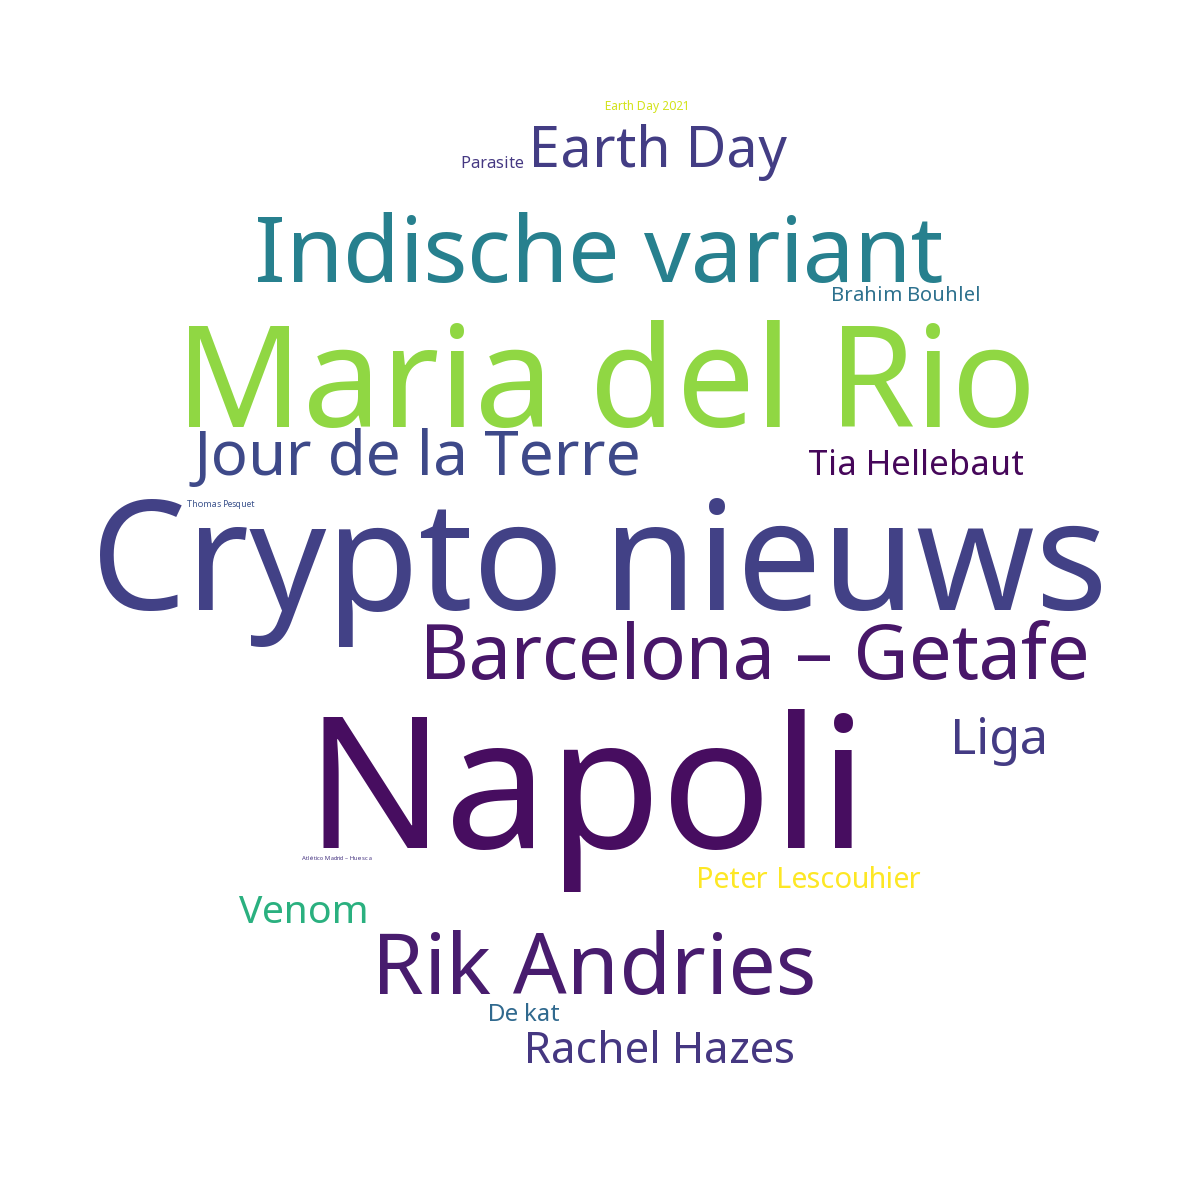 Earth Day 2021
Parasite
Earth Day
Indische variant
Brahim Bouhlel
Maria del Rio
Jour de la Terre
Tia Hellebaut
Thomas Pesquet
Crypto nieuws
Barcelona – Getafe
Napoli
Liga
Atlético Madrid – Huesca
Peter Lescouhier
Venom
Rik Andries
De kat
Rachel Hazes